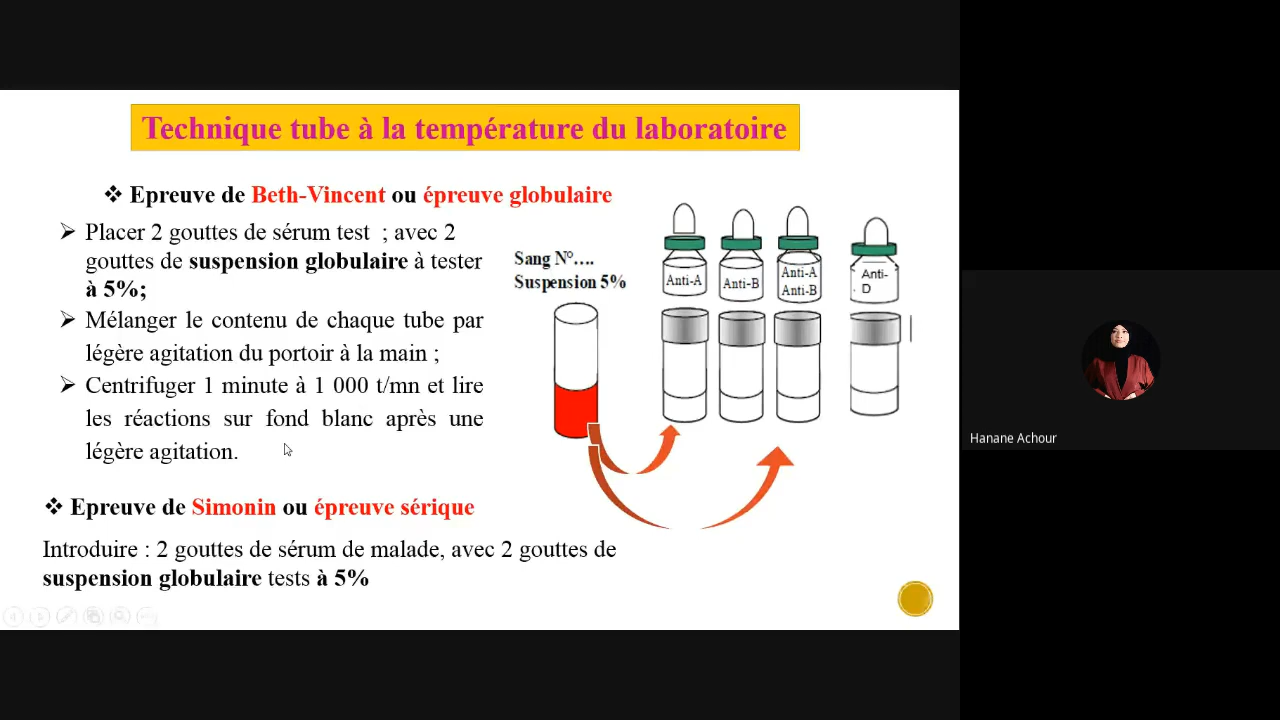 Technique tube à la température du laboratoire
❖ Epreuve de Beth-Vincent ou épreuve globulaire
➢ Placer 2 gouttes de sérum test ; avec 2
gouttes de suspension globulaire à tester
à 5%;
➢ Mélanger le contenu de chaque tube par
légère agitation du portoir à la main ;
➢ Centrifuger 1 minute à 1 000 t/mn et lire
les réactions sur fond blanc après une
légère agitation.
Sang N°....
Suspension 5%
Anti-A
Anti-B
Anti-A
Anti-B
Anti-
D
❖ Epreuve de Simonin ou épreuve sérique
Introduire : 2 gouttes de sérum de malade, avec 2 gouttes de
suspension globulaire tests à 5%
Hanane Achour